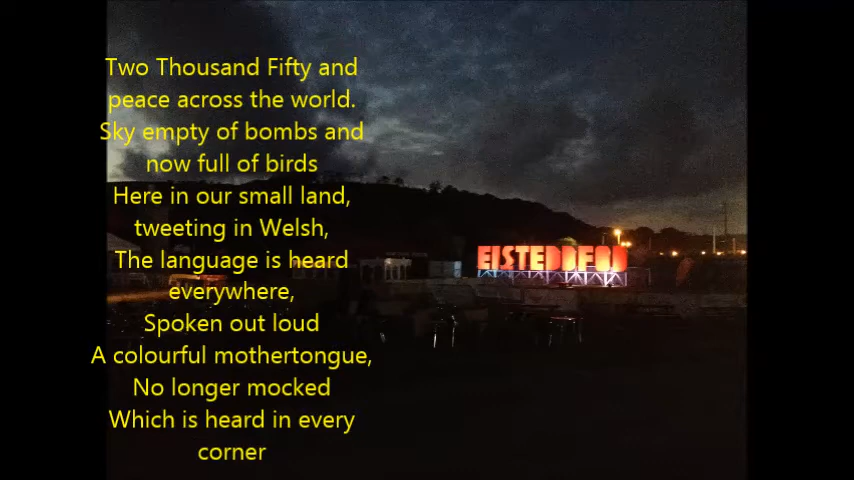 Two Thousand Fifty and
peace across the world.
Sky empty of bombs and
now full of birds
Here in our small land,
tweeting in Welsh,
The language is heard
everywhere,
Spoken out loud
A colourful mothertongue,
No longer mocked
Which is heard in every
corner
EISTEDDFOD